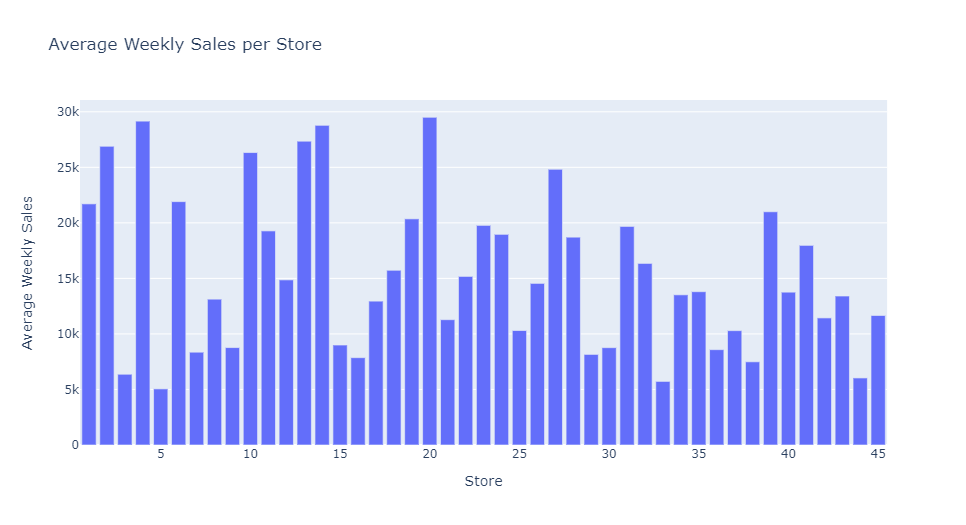 Average Weekly Sales per Store
Average Weekly Sales
30k
25k
20k
15k
10k
5k
0
5 10 15 20 25 30 35 40 45
Store